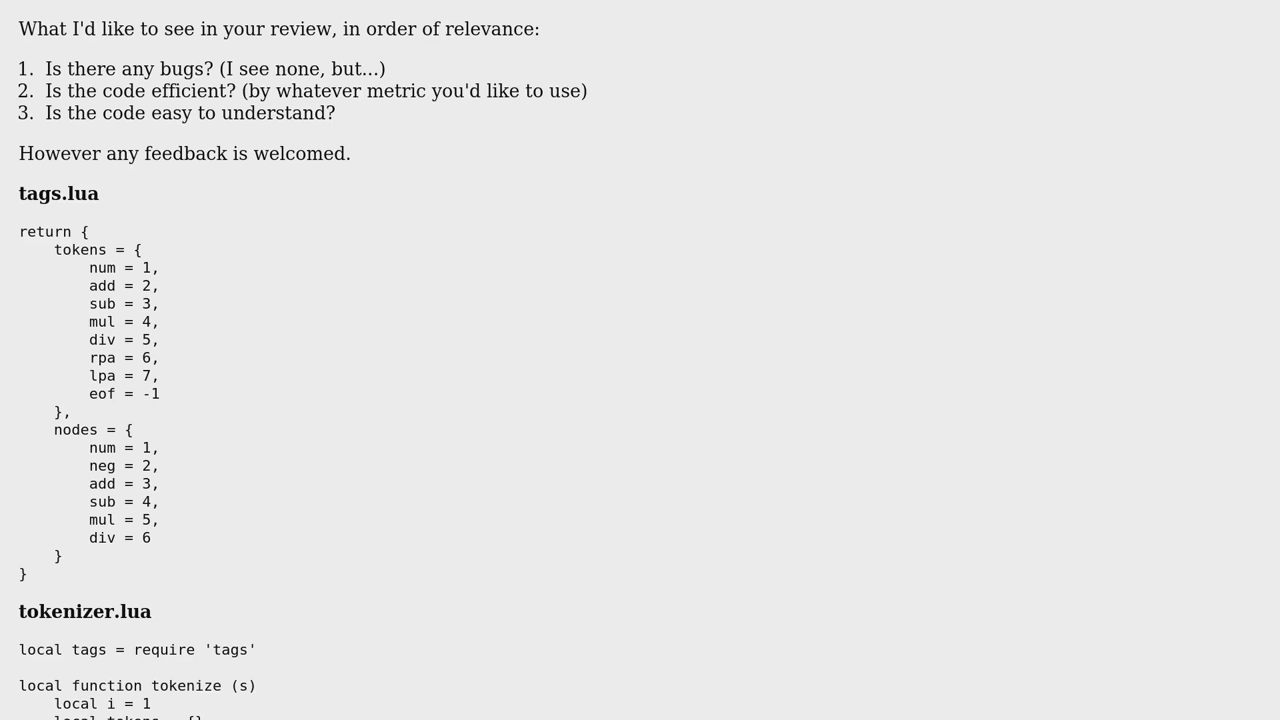 What I'd like to see in your review, in order of relevance:
1. Is there any bugs? (I see none, but...)
2. Is the code efficient? (by whatever metric you'd like to use)
3. Is the code easy to understand?
However any feedback is welcomed.
tags.lua
return {
    tokens = {
        num = 1,
        add = 2,
        sub = 3,
        mul = 4,
        div = 5,
        rpa = 6,
        lpa = 7,
        eof = -1
    },
    nodes = {
        num = 1,
        neg = 2,
        add = 3,
        sub = 4,
        mul = 5,
        div = 6
    }
}
tokenizer.lua
local tags = require 'tags'
local function tokenize (s)
    local i = 1
    local tokens = {}